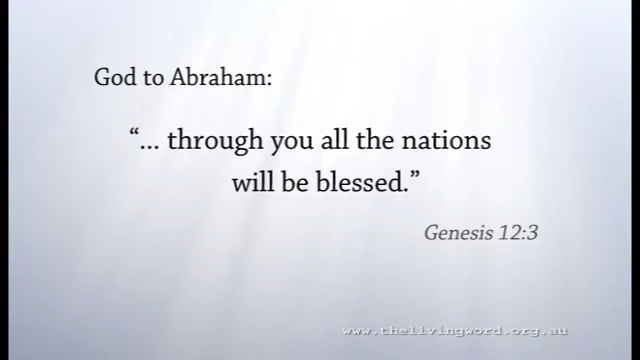 God to Abraham:
“... through you all the nations
will be blessed.”
Genesis 12:3
www.thelivingword.org.au